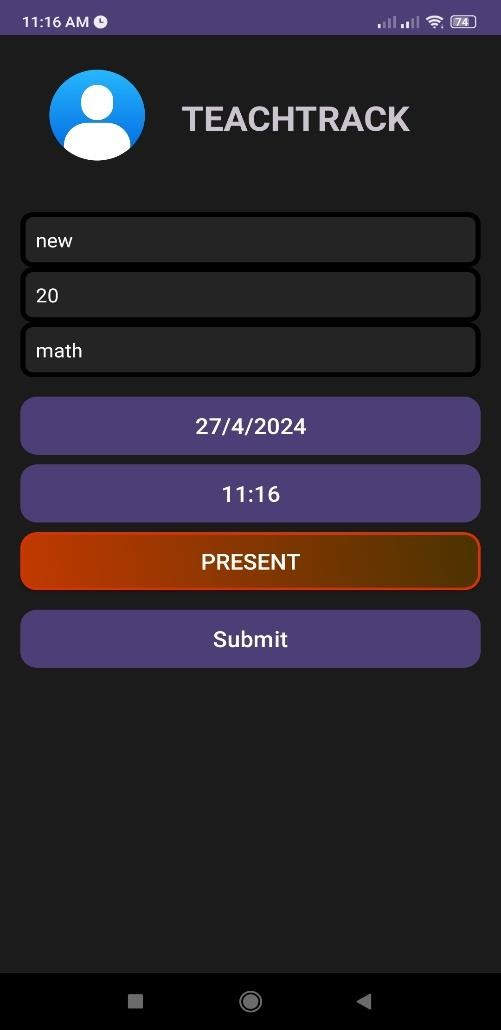 11:16 AM 74
TEACHTRACK
new
20
math
27/4/2024
11:16
PRESENT
Submit